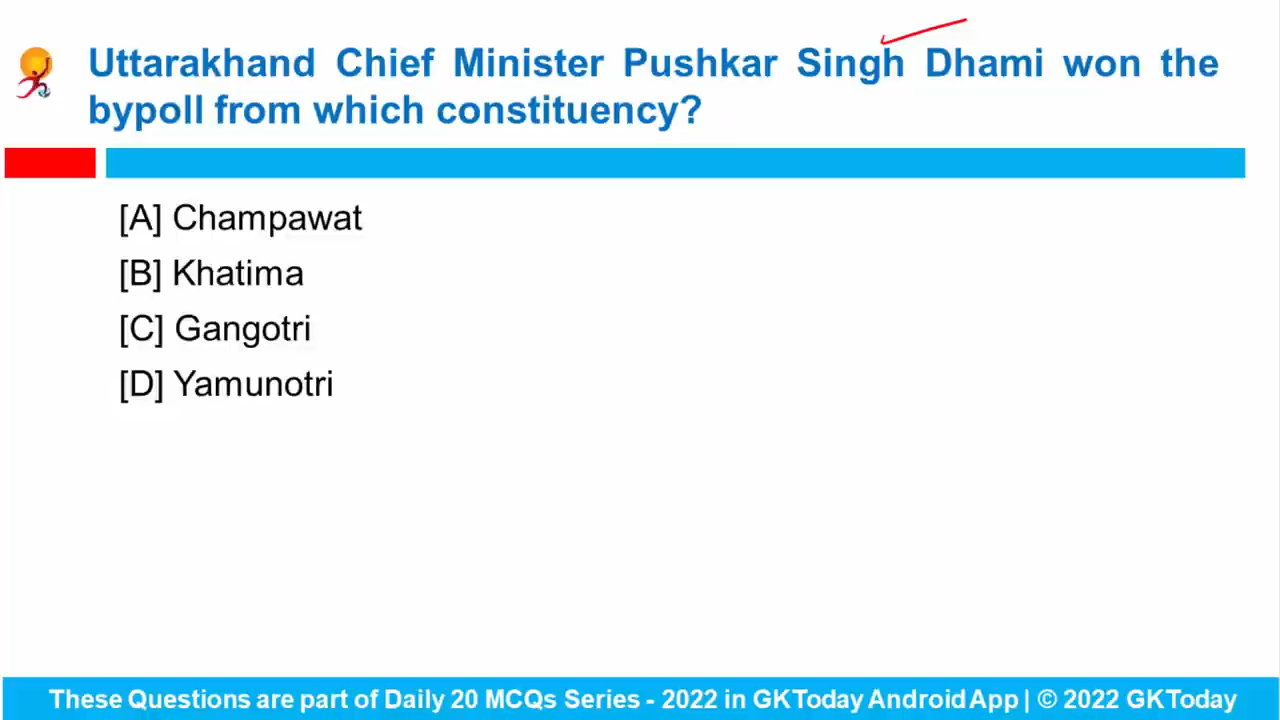 Uttarakhand Chief Minister Pushkar Singh Dhami won the
bypoll from which constituency?
[A] Champawat
[B] Khatima
[C] Gangotri
[D] Yamunotri
These Questions are part of Daily 20 MCQs Series - 2022 in GKToday Android App | © 2022 GKToday